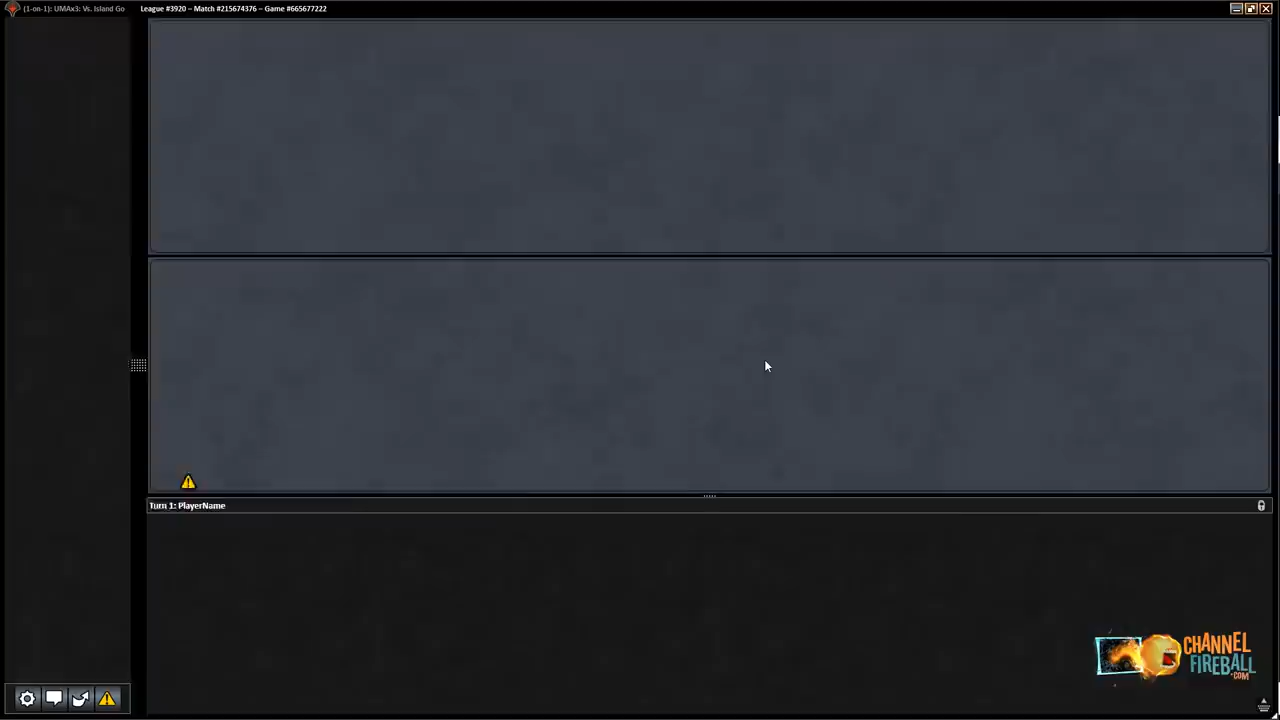 (1-on-1): UMAx3: Vs. Island Go
League #3920 – Match #215674376 – Game #665677222
Turn 1: PlayerName
CHANNEL
FIREBALL
.COM